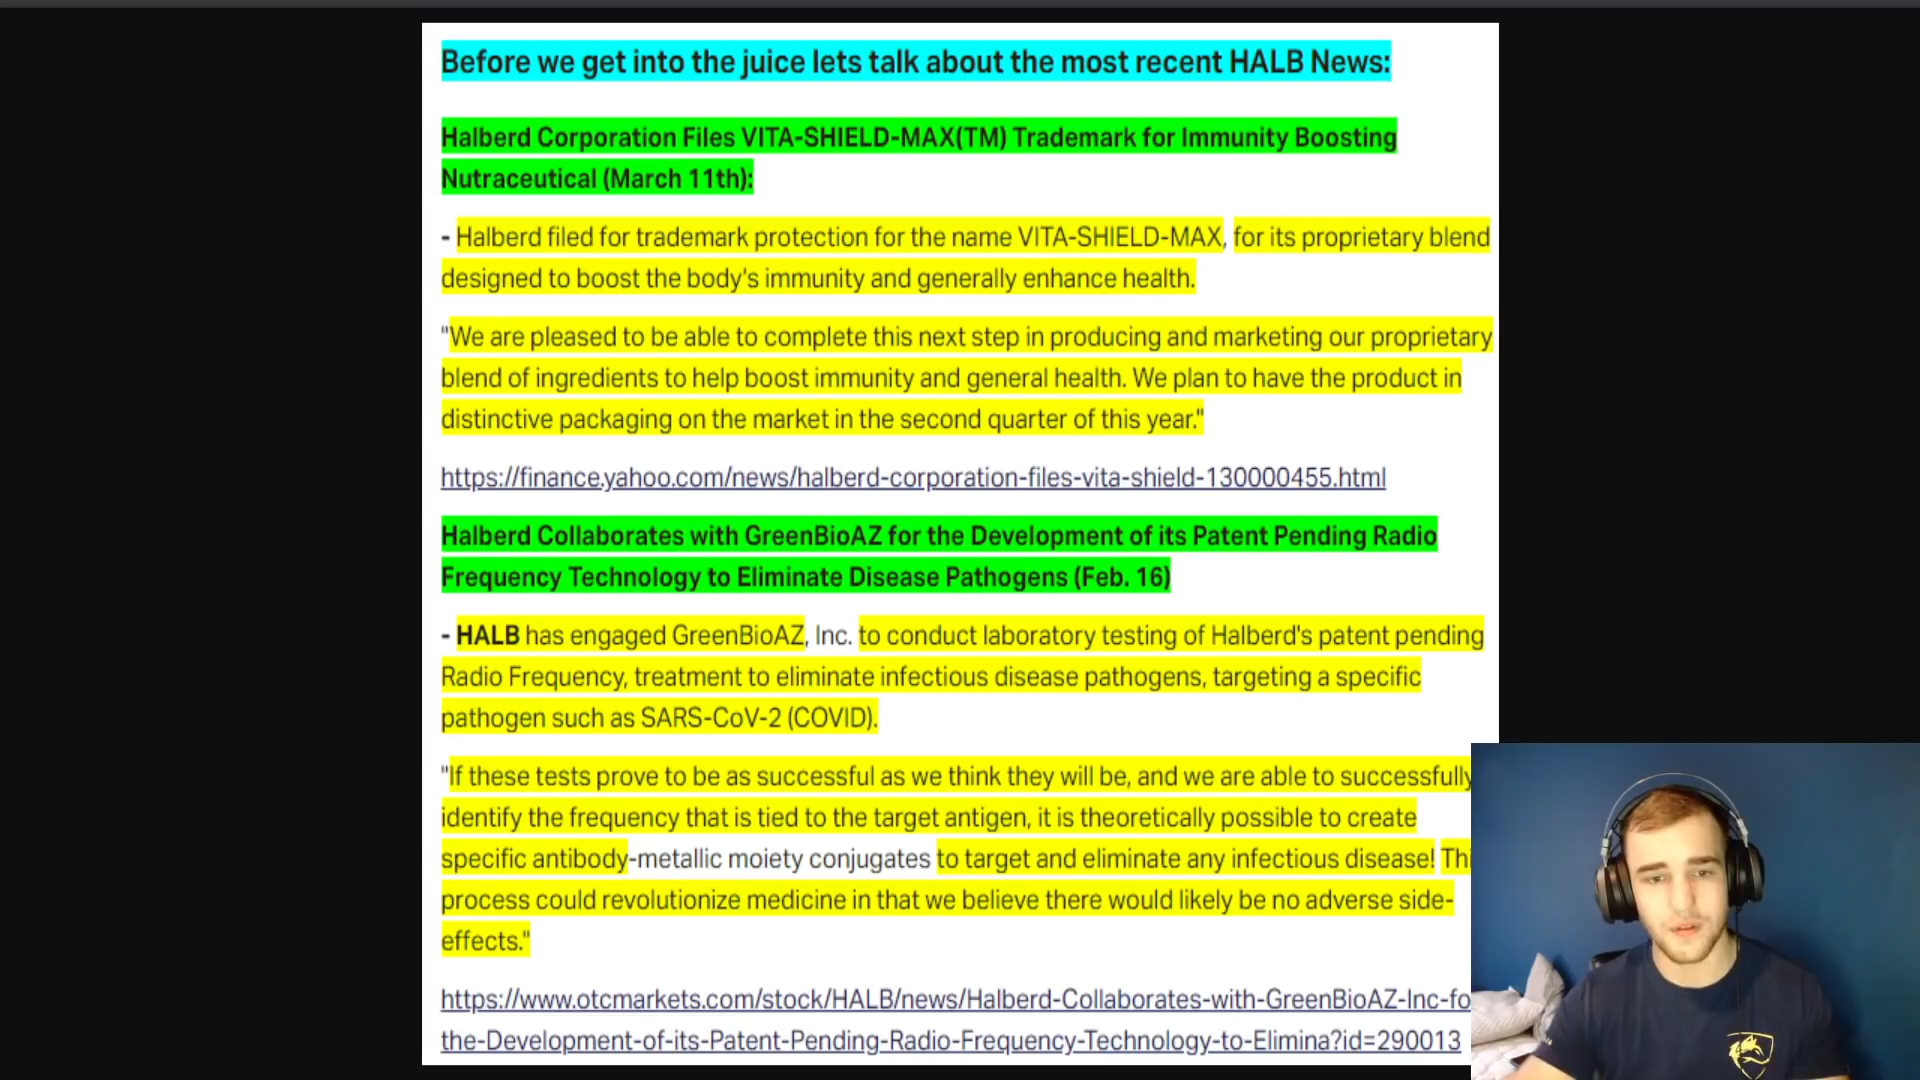 Before we get into the juice lets talk about the most recent HALB News:
Halberd Corporation Files VITA-SHIELD-MAX(TM) Trademark for Immunity Boosting
Nutraceutical (March 11th):
- Halberd filed for trademark protection for the name VITA-SHIELD-MAX, for its proprietary blend
designed to boost the body's immunity and generally enhance health.
"We are pleased to be able to complete this next step in producing and marketing our proprietary
blend of ingredients to help boost immunity and general health. We plan to have the product in
distinctive packaging on the market in the second quarter of this year."
https://finance.yahoo.com/news/halberd-corporation-files-vita-shield-130000455.html
Halberd Collaborates with GreenBioAZ for the Development of its Patent Pending Radio
Frequency Technology to Eliminate Disease Pathogens (Feb. 16)
- HALB has engaged GreenBioAZ, Inc. to conduct laboratory testing of Halberd's patent pending
Radio Frequency, treatment to eliminate infectious disease pathogens, targeting a specific
pathogen such as SARS-CoV-2 (COVID).
"If these tests prove to be as successful as we think they will be, and we are able to successfully
identify the frequency that is tied to the target antigen, it is theoretically possible to create
specific antibody-metallic moiety conjugates to target and eliminate any infectious disease! Thi
process could revolutionize medicine in that we believe there would likely be no adverse side-
effects."
https://www.otcmarkets.com/stock/HALB/news/Halberd-Collaborates-with-GreenBioAZ-Inc-fo
the-Development-of-its-Patent-Pending-Radio-Frequency-Technology-to-Elimina?id=290013